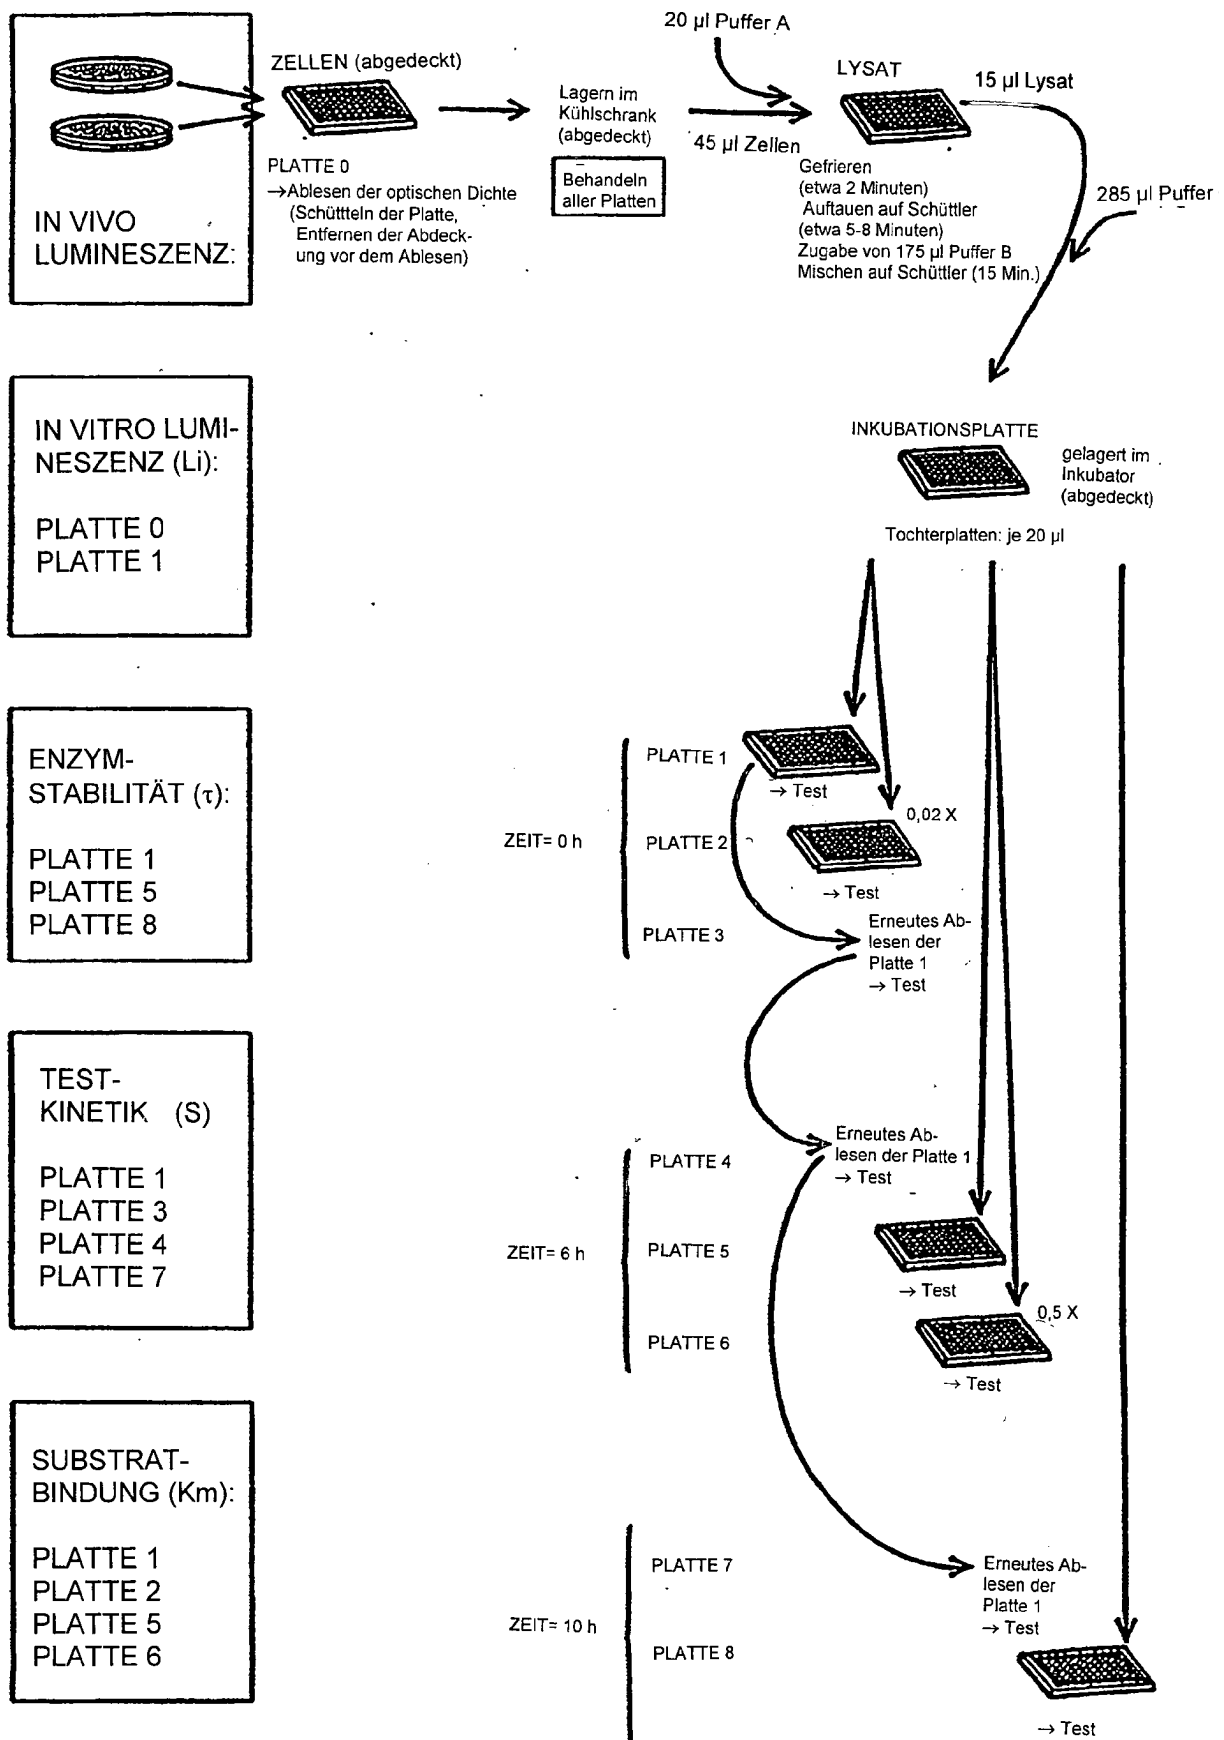 20 µl Puffer A
ZELLEN (abgedeckt)
LYSAT
15 µl Lysat
Lagern im
Kühlschrank
(abgedeckt)
45 µl Zellen
PLATTE 0
→Ablesen der optischen Dichte
(Schüttteln der Platte,
Entfernen der Abdeck-
ung vor dem Ablesen)
Behandeln
aller Platten
Gefrieren
(etwa 2 Minuten)
Auftauen auf Schüttler
(etwa 5-8 Minuten)
Zugabe von 175 µl Puffer B
Mischen auf Schüttler (15 Min.)
285 µl Puffer
IN VIVO
LUMINESZENZ:
IN VITRO LUMI-
NESZENZ (Li):
PLATTE 0
PLATTE 1
INKUBATIONSPLATTE
gelagert im
Inkubator
(abgedeckt)
Tochterplatten: je 20 µl
ENZYM-
STABILITÄT (τ):
PLATTE 1
PLATTE 5
PLATTE 8
ZEIT= 0 h
PLATTE 1
→ Test
0,02 X
PLATTE 2
→ Test
PLATTE 3
Erneutes Ab-
lesen der
Platte 1
→ Test
TEST-
KINETIK (S)
PLATTE 1
PLATTE 3
PLATTE 4
PLATTE 7
ZEIT= 6 h
PLATTE 4
Erneutes Ab-
lesen der Platte 1
→ Test
PLATTE 5
→ Test
0,5 X
PLATTE 6
→ Test
SUBSTRAT-
BINDUNG (Km):
PLATTE 1
PLATTE 2
PLATTE 5
PLATTE 6
ZEIT= 10 h
PLATTE 7
Erneutes Ab-
lesen der
Platte 1
→ Test
PLATTE 8
→ Test